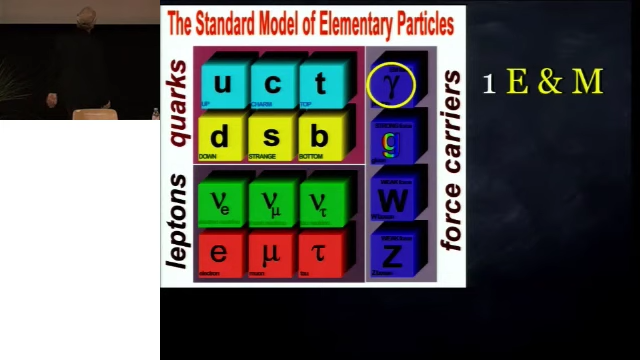 The Standard Model of Elementary Particles
quarks
u c t
UP CHARM TOP
d s b
DOWN STRANGE BOTTOM
leptons
νe νμ ντ
e μ τ
electron muon tau
γ
g
W
Z
force carriers
1 E & M